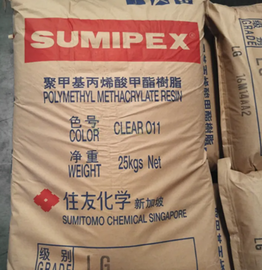 SUMIPEX
聚甲基丙烯酸甲酯樹脂
POLYMETHYL METHACRYLATE RESIN
色号
COLOR CLEAR 011
净重
WEIGHT 25kgs Net
住友化学 新加坡
SUMITOMO CHEMICAL SINGAPORE
级别
GRADE LG
LG
GRADE